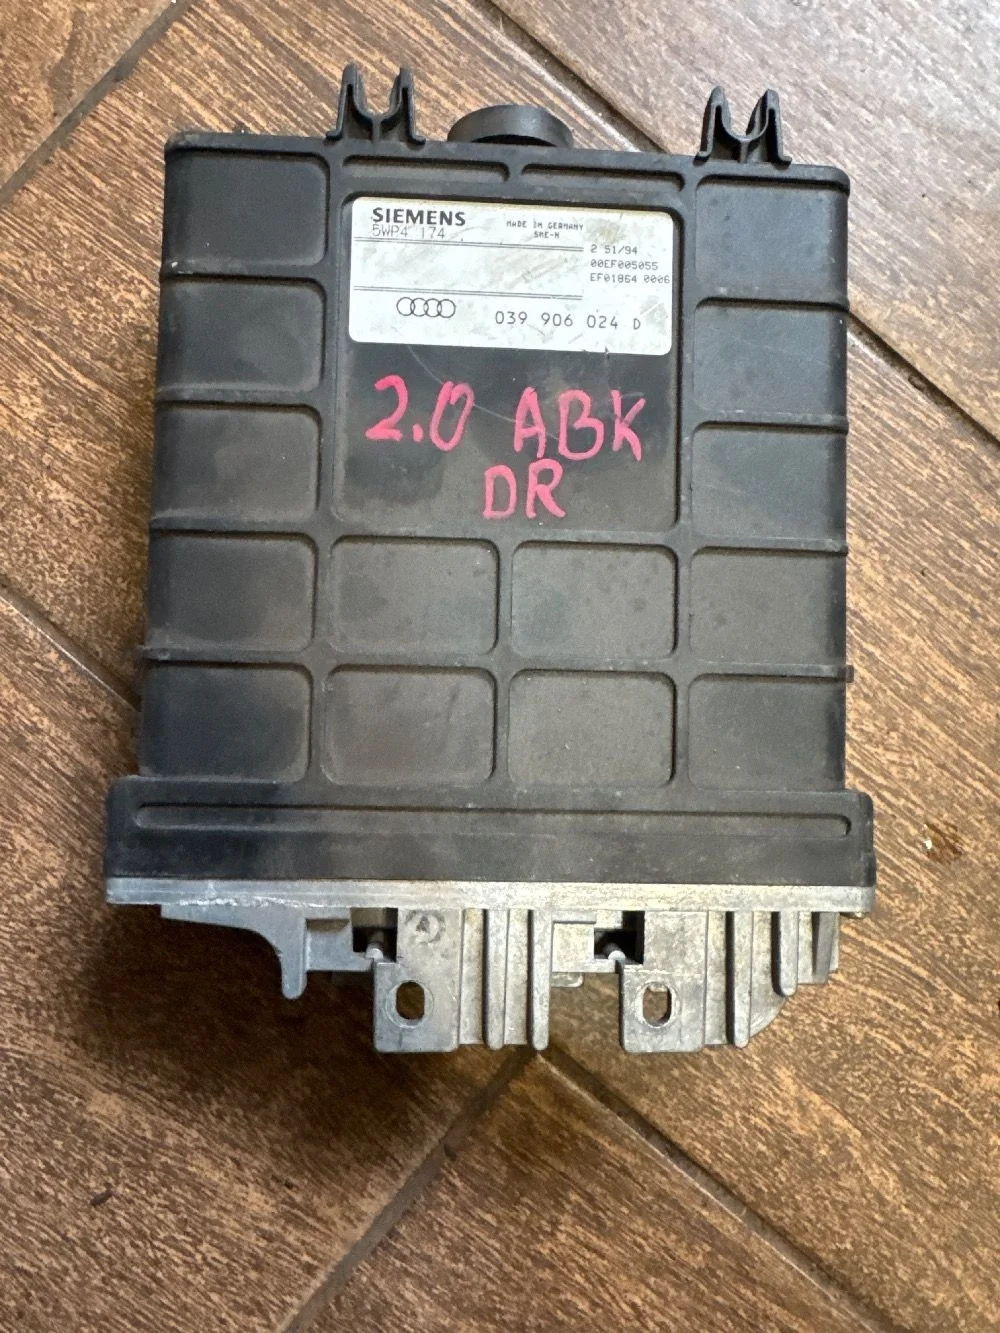 SIEMENS
5WP4 174
MADE IN GERMANY
SME-M
2 51/94
00EF005055
EF01864 0006
039 906 024 D
2.0 ABK
DR
A